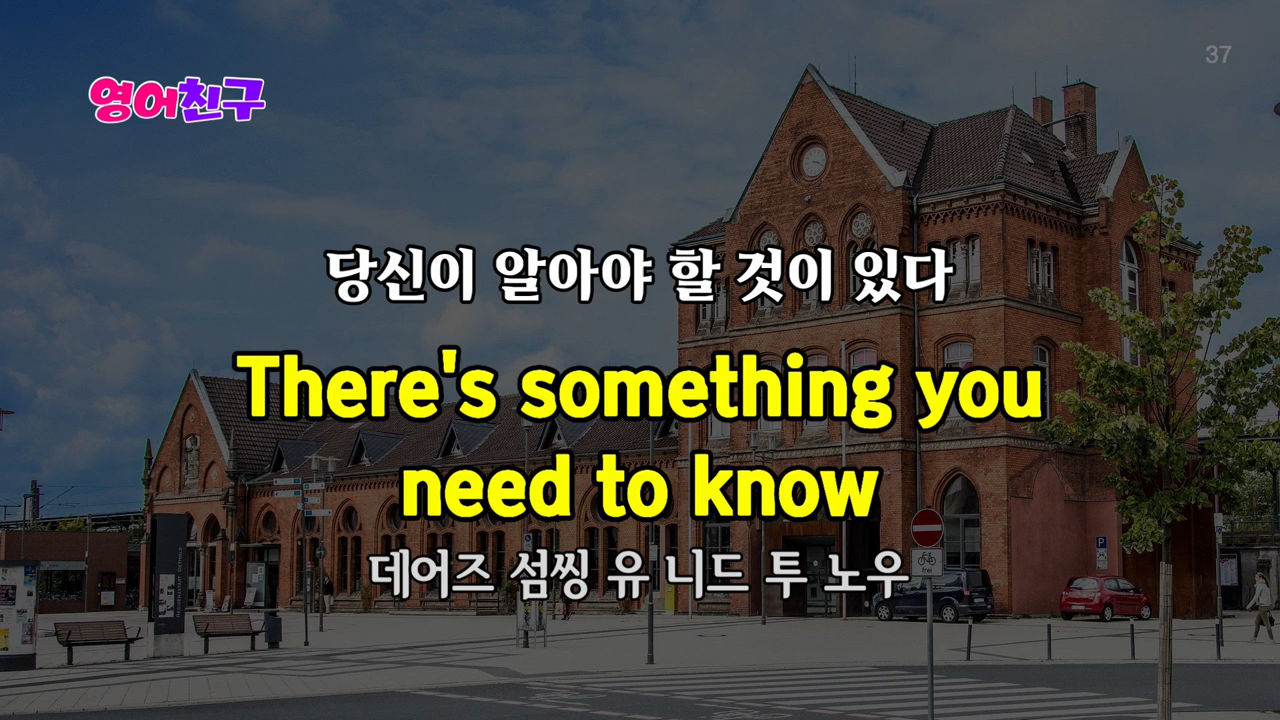 37
영어친구
당신이 알아야 할 것이 있다
There's something you
need to know
데어즈 섬씽 유 니드 투 노우
frei
P